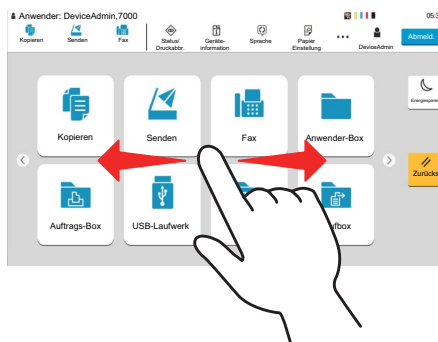 Anwender: DeviceAdmin,7000
05:3
Kopieren
Senden
Fax
Status/
Druckabbr.
Geräte-
information
Sprache
Papier
Einstellung
DeviceAdmin
Abmeld.
Kopieren
Senden
Fax
Anwender-Box
Energiesparen
Zurücks
Auftrags-Box
USB-Laufwerk
fbox